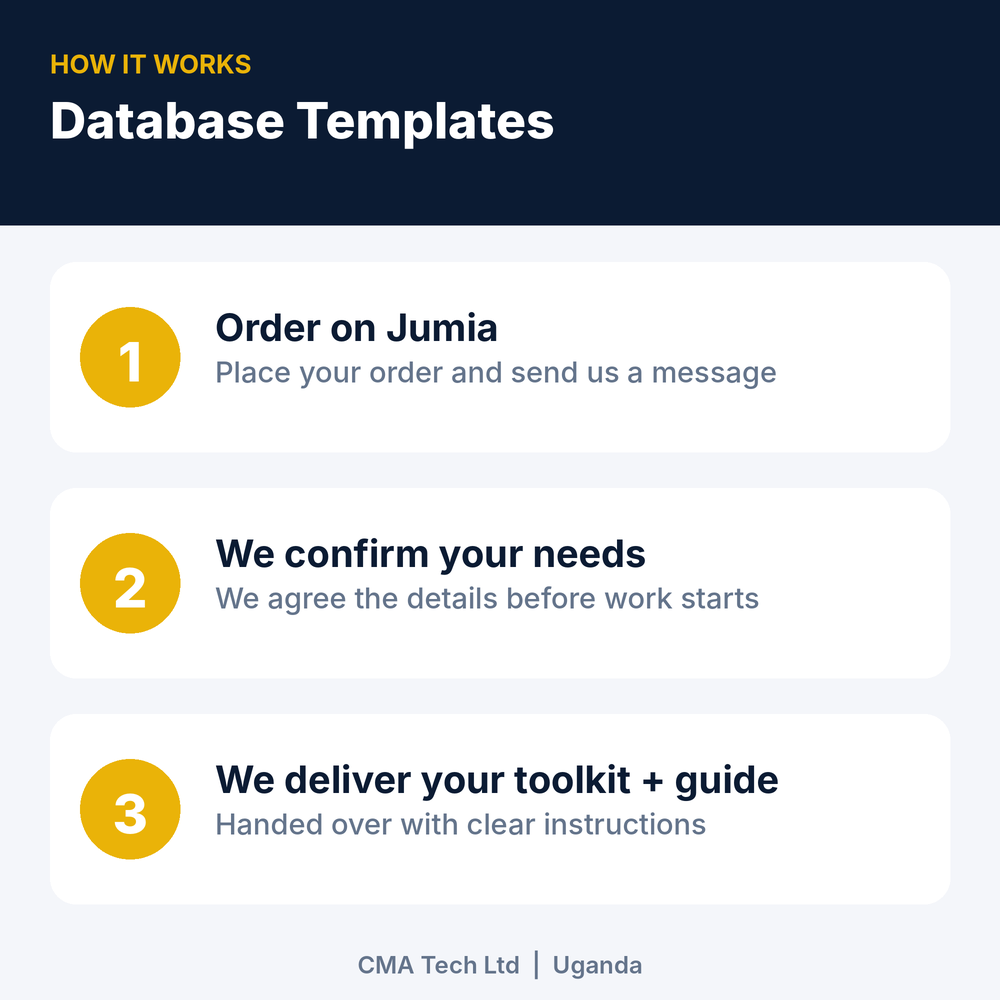 HOW IT WORKS
Database Templates
1
Order on Jumia
Place your order and send us a message
2
We confirm your needs
We agree the details before work starts
3
We deliver your toolkit + guide
Handed over with clear instructions
CMA Tech Ltd | Uganda